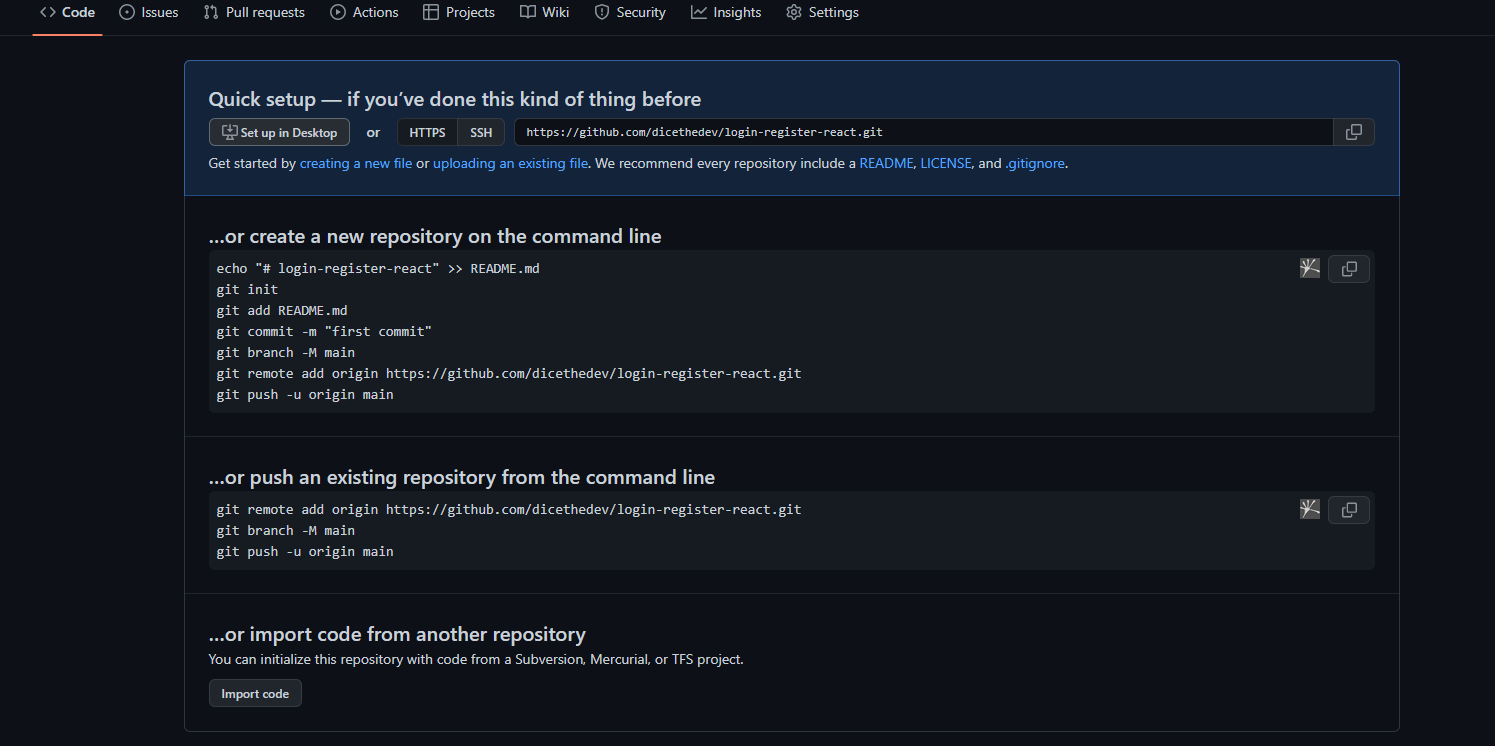 Code Issues Pull requests Actions Projects Wiki Security Insights Settings
Quick setup — if you’ve done this kind of thing before
Set up in Desktop or HTTPS SSH https://github.com/dicethedev/login-register-react.git
Get started by creating a new file or uploading an existing file. We recommend every repository include a README, LICENSE, and .gitignore.
…or create a new repository on the command line
echo "# login-register-react" >> README.md
git init
git add README.md
git commit -m "first commit"
git branch -M main
git remote add origin https://github.com/dicethedev/login-register-react.git
git push -u origin main
…or push an existing repository from the command line
git remote add origin https://github.com/dicethedev/login-register-react.git
git branch -M main
git push -u origin main
…or import code from another repository
You can initialize this repository with code from a Subversion, Mercurial, or TFS project.
Import code